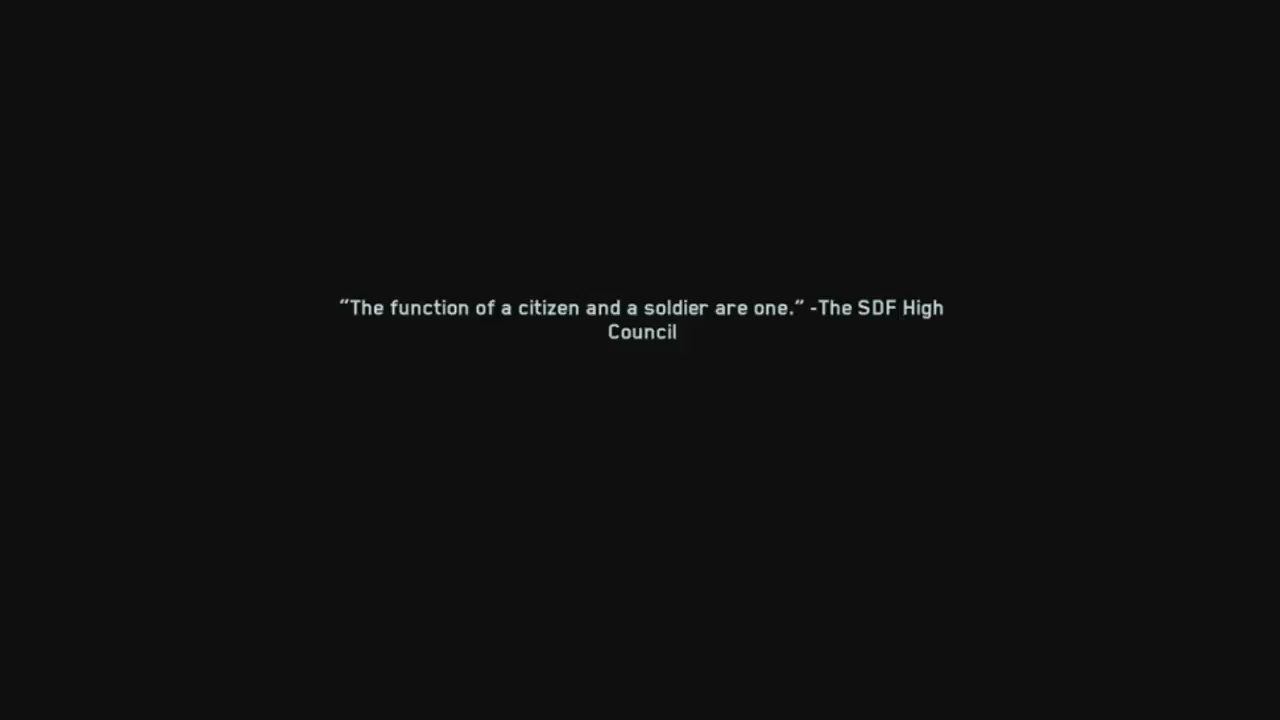 “The function of a citizen and a soldier are one.” -The SDF High
Council